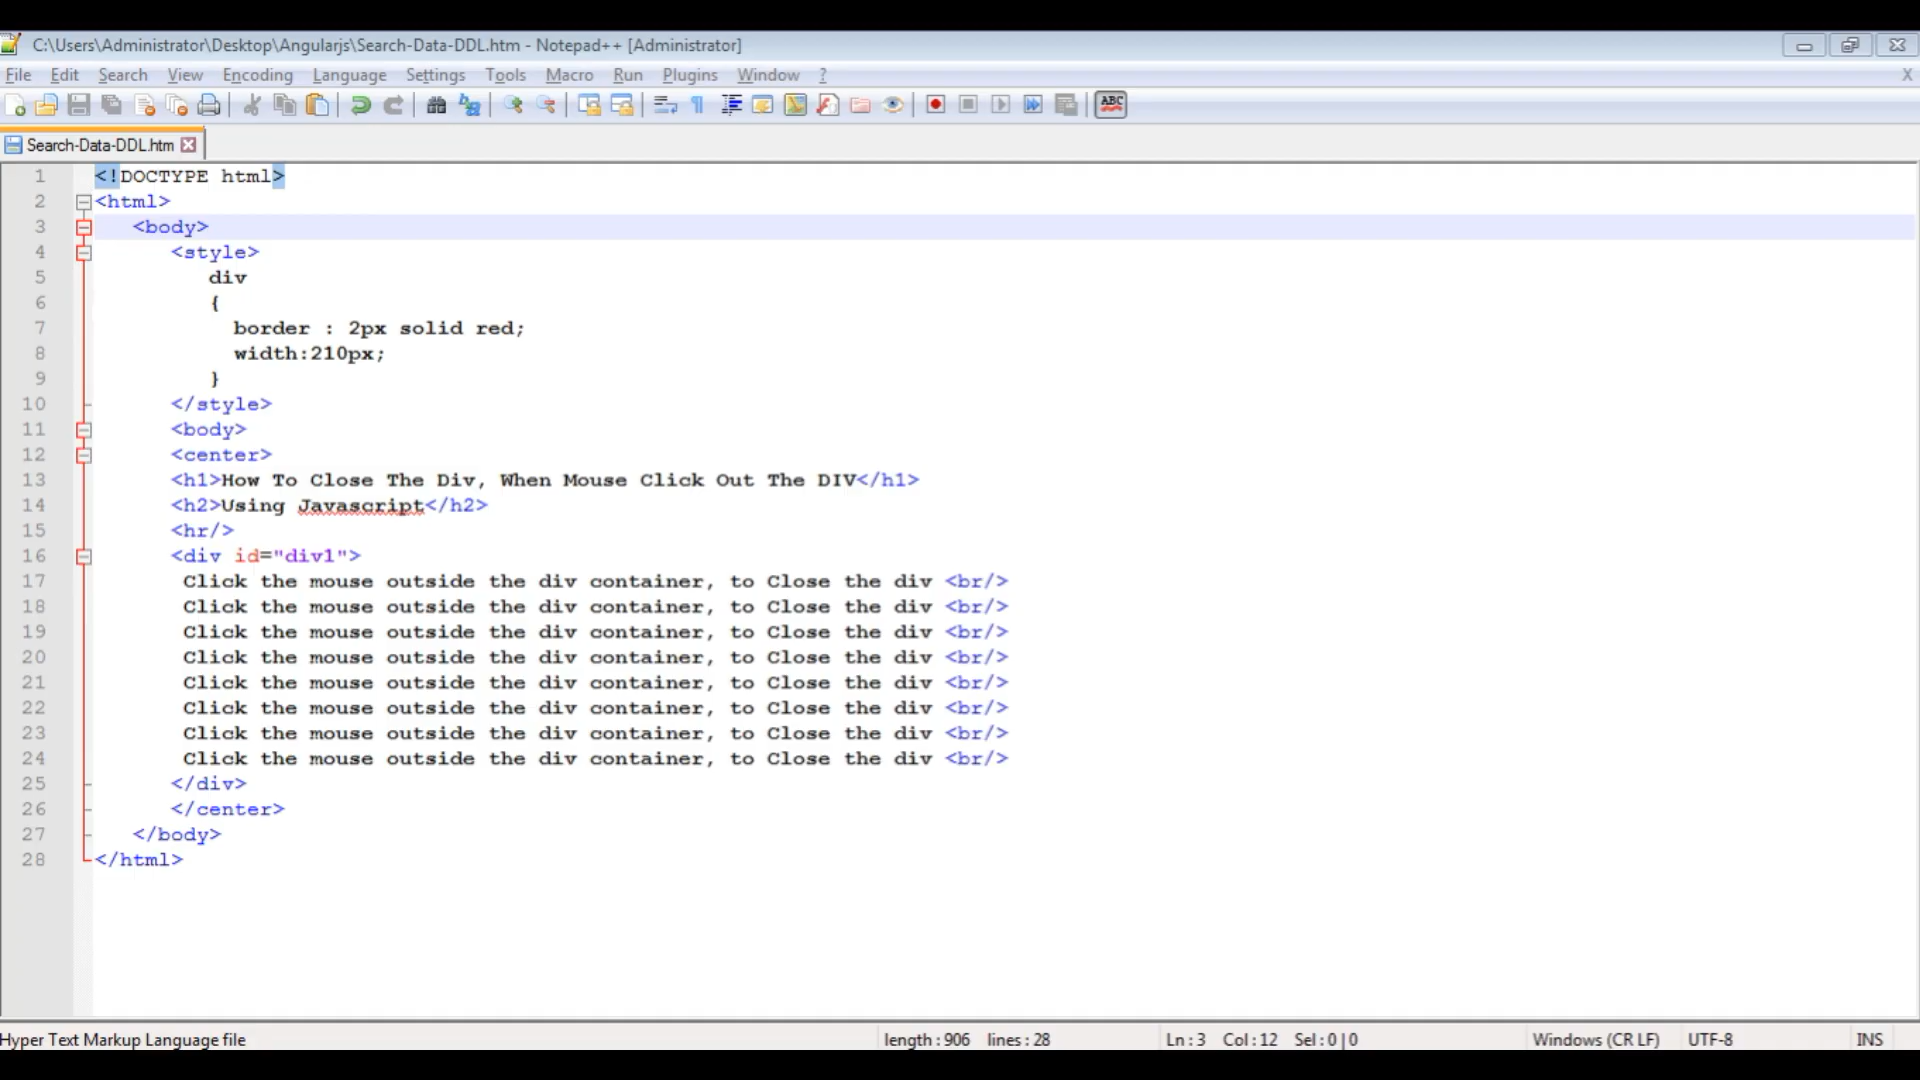 C:\Users\Administrator\Desktop\Angularjs\Search-Data-DDL.htm - Notepad++ [Administrator]
File Edit Search View Encoding Language Settings Tools Macro Run Plugins Window ? X
ABC
Search-Data-DDL.htm
1 <!DOCTYPE html>
2 <html>
3 <body>
4 <style>
5 div
6 {
7 border : 2px solid red;
8 width:210px;
9 }
10 </style>
11 <body>
12 <center>
13 <h1>How To Close The Div, When Mouse Click Out The DIV</h1>
14 <h2>Using Javascript</h2>
15 <hr/>
16 <div id="div1">
17 Click the mouse outside the div container, to Close the div <br/>
18 Click the mouse outside the div container, to Close the div <br/>
19 Click the mouse outside the div container, to Close the div <br/>
20 Click the mouse outside the div container, to Close the div <br/>
21 Click the mouse outside the div container, to Close the div <br/>
22 Click the mouse outside the div container, to Close the div <br/>
23 Click the mouse outside the div container, to Close the div <br/>
24 Click the mouse outside the div container, to Close the div <br/>
25 </div>
26 </center>
27 </body>
28 </html>
Hyper Text Markup Language file length : 906 lines : 28 Ln : 3 Col : 12 Sel : 0 | 0 Windows (CR LF) UTF-8 INS